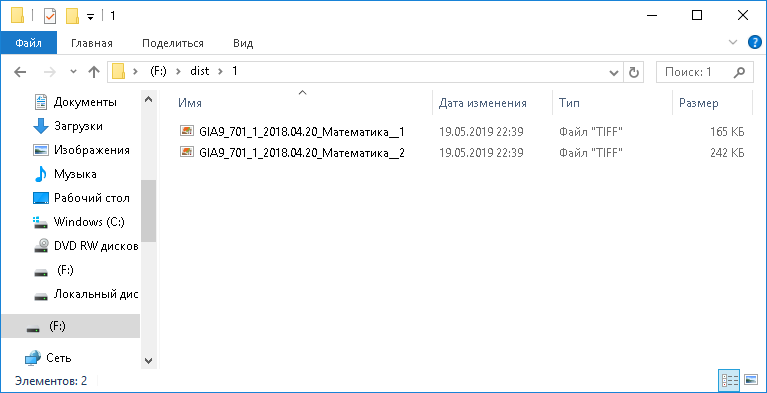 1
Файл Главная Поделиться Вид
(F:) dist 1 Поиск: 1
Имя Дата изменения Тип Размер
GIA9_701_1_2018.04.20_Математика__1 19.05.2019 22:39 Файл "TIFF" 165 КБ
GIA9_701_1_2018.04.20_Математика__2 19.05.2019 22:39 Файл "TIFF" 242 КБ
Документы
Загрузки
Изображения
Музыка
Рабочий стол
Windows (C:)
DVD RW дисков
(F:)
Локальный дис
(F:)
Сеть
Элементов: 2